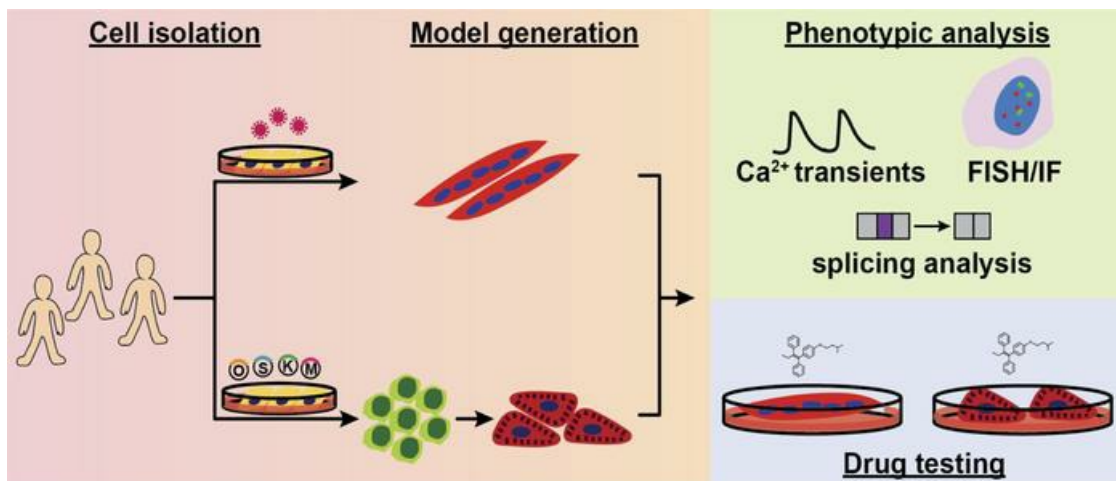 Cell isolation
Model generation
Phenotypic analysis
Ca²⁺ transients
FISH/IF
splicing analysis
O S K M
Drug testing